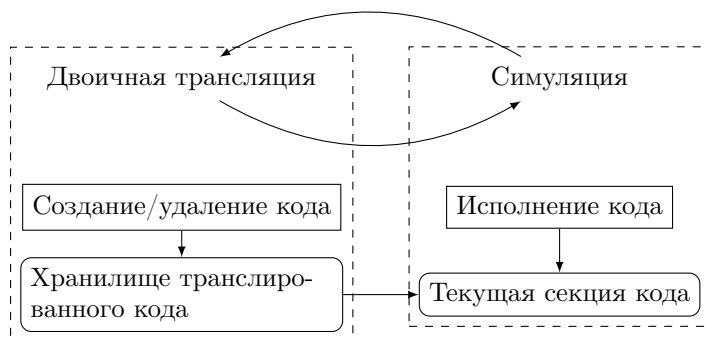 Двоичная трансляция
Симуляция
Создание/удаление кода
Исполнение кода
Хранилище транслиро-
ванного кода
Текущая секция кода